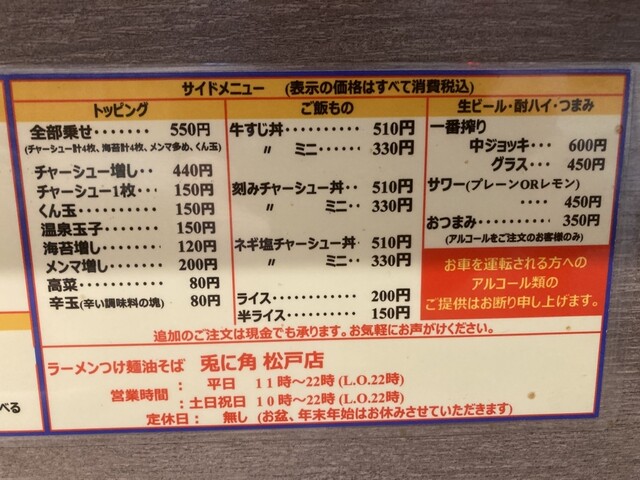 サイドメニュー (表示の価格はすべて消費税込)
トッピング
全部乗せ・・・・・・・ 550円
(チャーシュー計4枚、海苔計4枚、メンマ多め、くん玉)
チャーシュー増し・・ 440円
チャーシュー1枚・・・ 150円
くん玉・・・・・・・・・ 150円
温泉玉子・・・・・・ 150円
海苔増し・・・・・・ 120円
メンマ増し・・・・・ 200円
高菜・・・・・・・・・・ 80円
辛玉(辛い調味料の塊) 80円
ご飯もの
牛すじ丼・・・・・・・・・・・ 510円
〃 ミニ・・・・・・・ 330円
刻みチャーシュー丼・・ 510円
〃 ミニ・・ 330円
ネギ塩チャーシュー丼・ 510円
〃 ミニ・・ 330円
ライス・・・・・・・・・・・・ 200円
半ライス・・・・・・・・・・ 150円
生ビール・酎ハイ・つまみ
一番搾り
中ジョッキ・・・ 600円
グラス・・・・ 450円
サワー(プレーンORレモン)
・・・・ 450円
おつまみ・・・・・・ 350円
(アルコールをご注文のお客様のみ)
お車を運転される方への
アルコール類の
ご提供はお断り申し上げます。
追加のご注文は現金でも承ります。お気軽にお声がけください。
ラーメンつけ麺油そば 兎に角 松戸店
営業時間 : 平日 11時~22時 (L.O.22時)
:土日祝日 10時~22時 (L.O.22時)
定休日 : 無し (お盆、年末年始はお休みさせていただきます)
べる